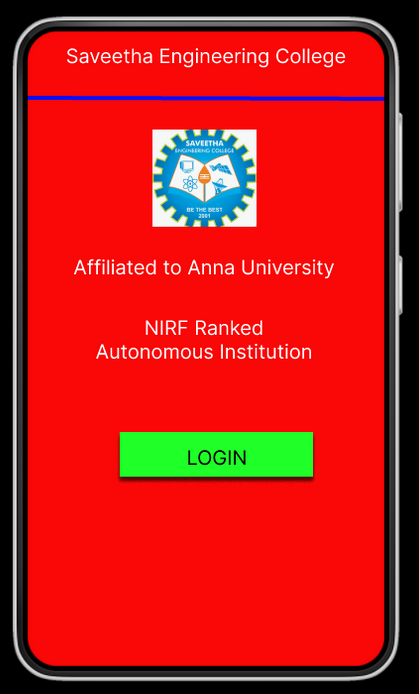 Saveetha Engineering College
SAVEETHA
ENGINEERING COLLEGE
BE THE BEST
2001
Affiliated to Anna University
NIRF Ranked
Autonomous Institution
LOGIN